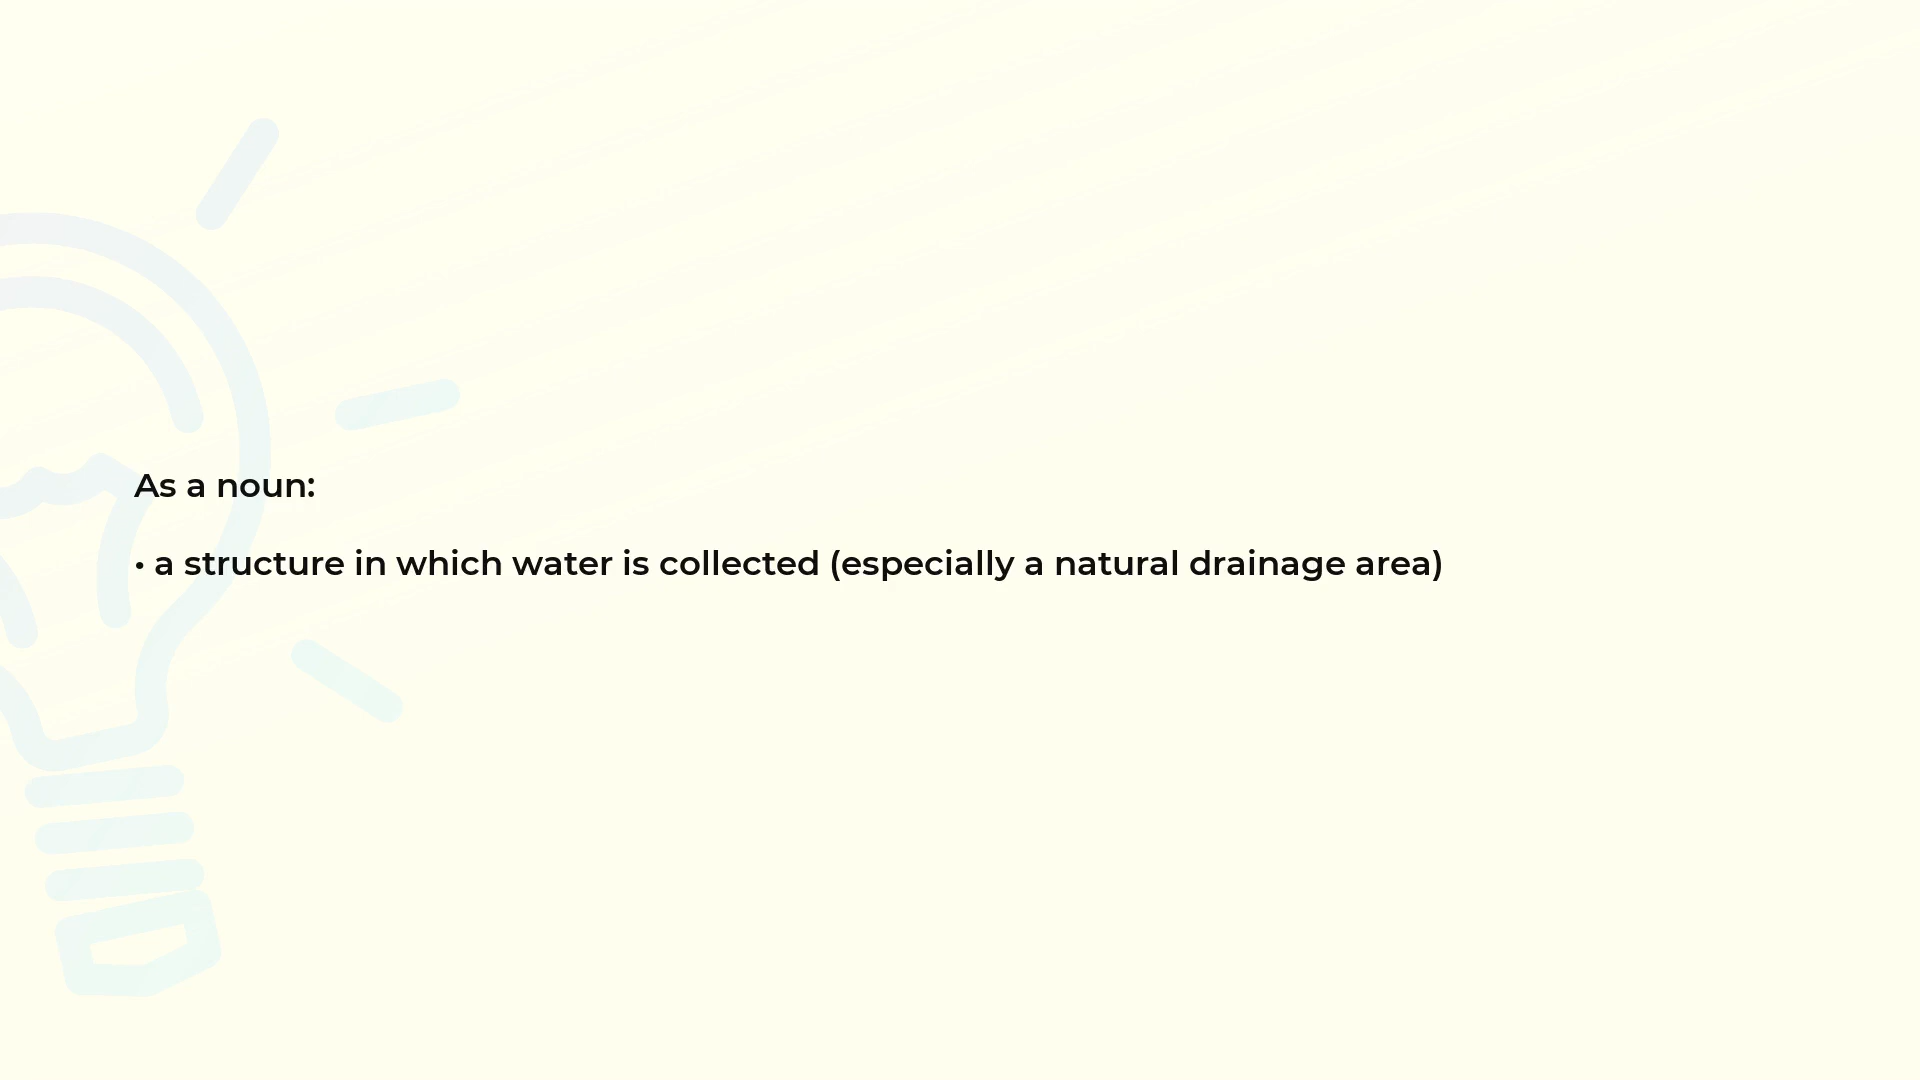 As a noun:
• a structure in which water is collected (especially a natural drainage area)